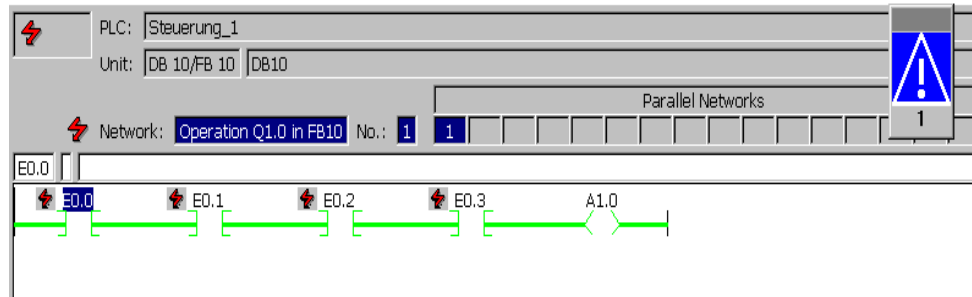 PLC: Steuerung_1
Unit: DB 10/FB 10 DB10
Parallel Networks
Network: Operation Q1.0 in FB10 No.: 1 1
1
E0.0
E0.0 E0.1 E0.2 E0.3 A1.0